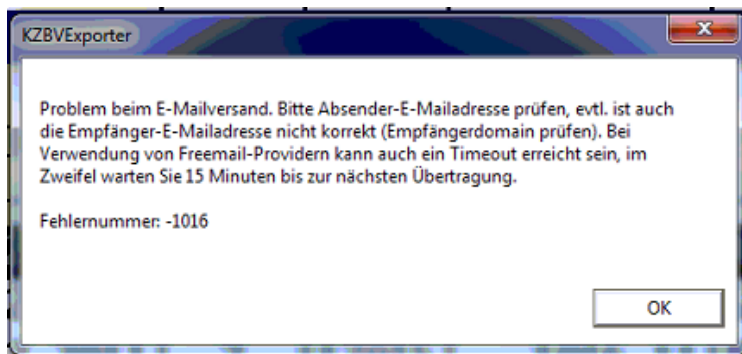 KZBVExporter
Problem beim E-Mailversand. Bitte Absender-E-Mailadresse prüfen, evtl. ist auch
die Empfänger-E-Mailadresse nicht korrekt (Empfängerdomain prüfen). Bei
Verwendung von Freemail-Providern kann auch ein Timeout erreicht sein, im
Zweifel warten Sie 15 Minuten bis zur nächsten Übertragung.
Fehlernummer: -1016
OK